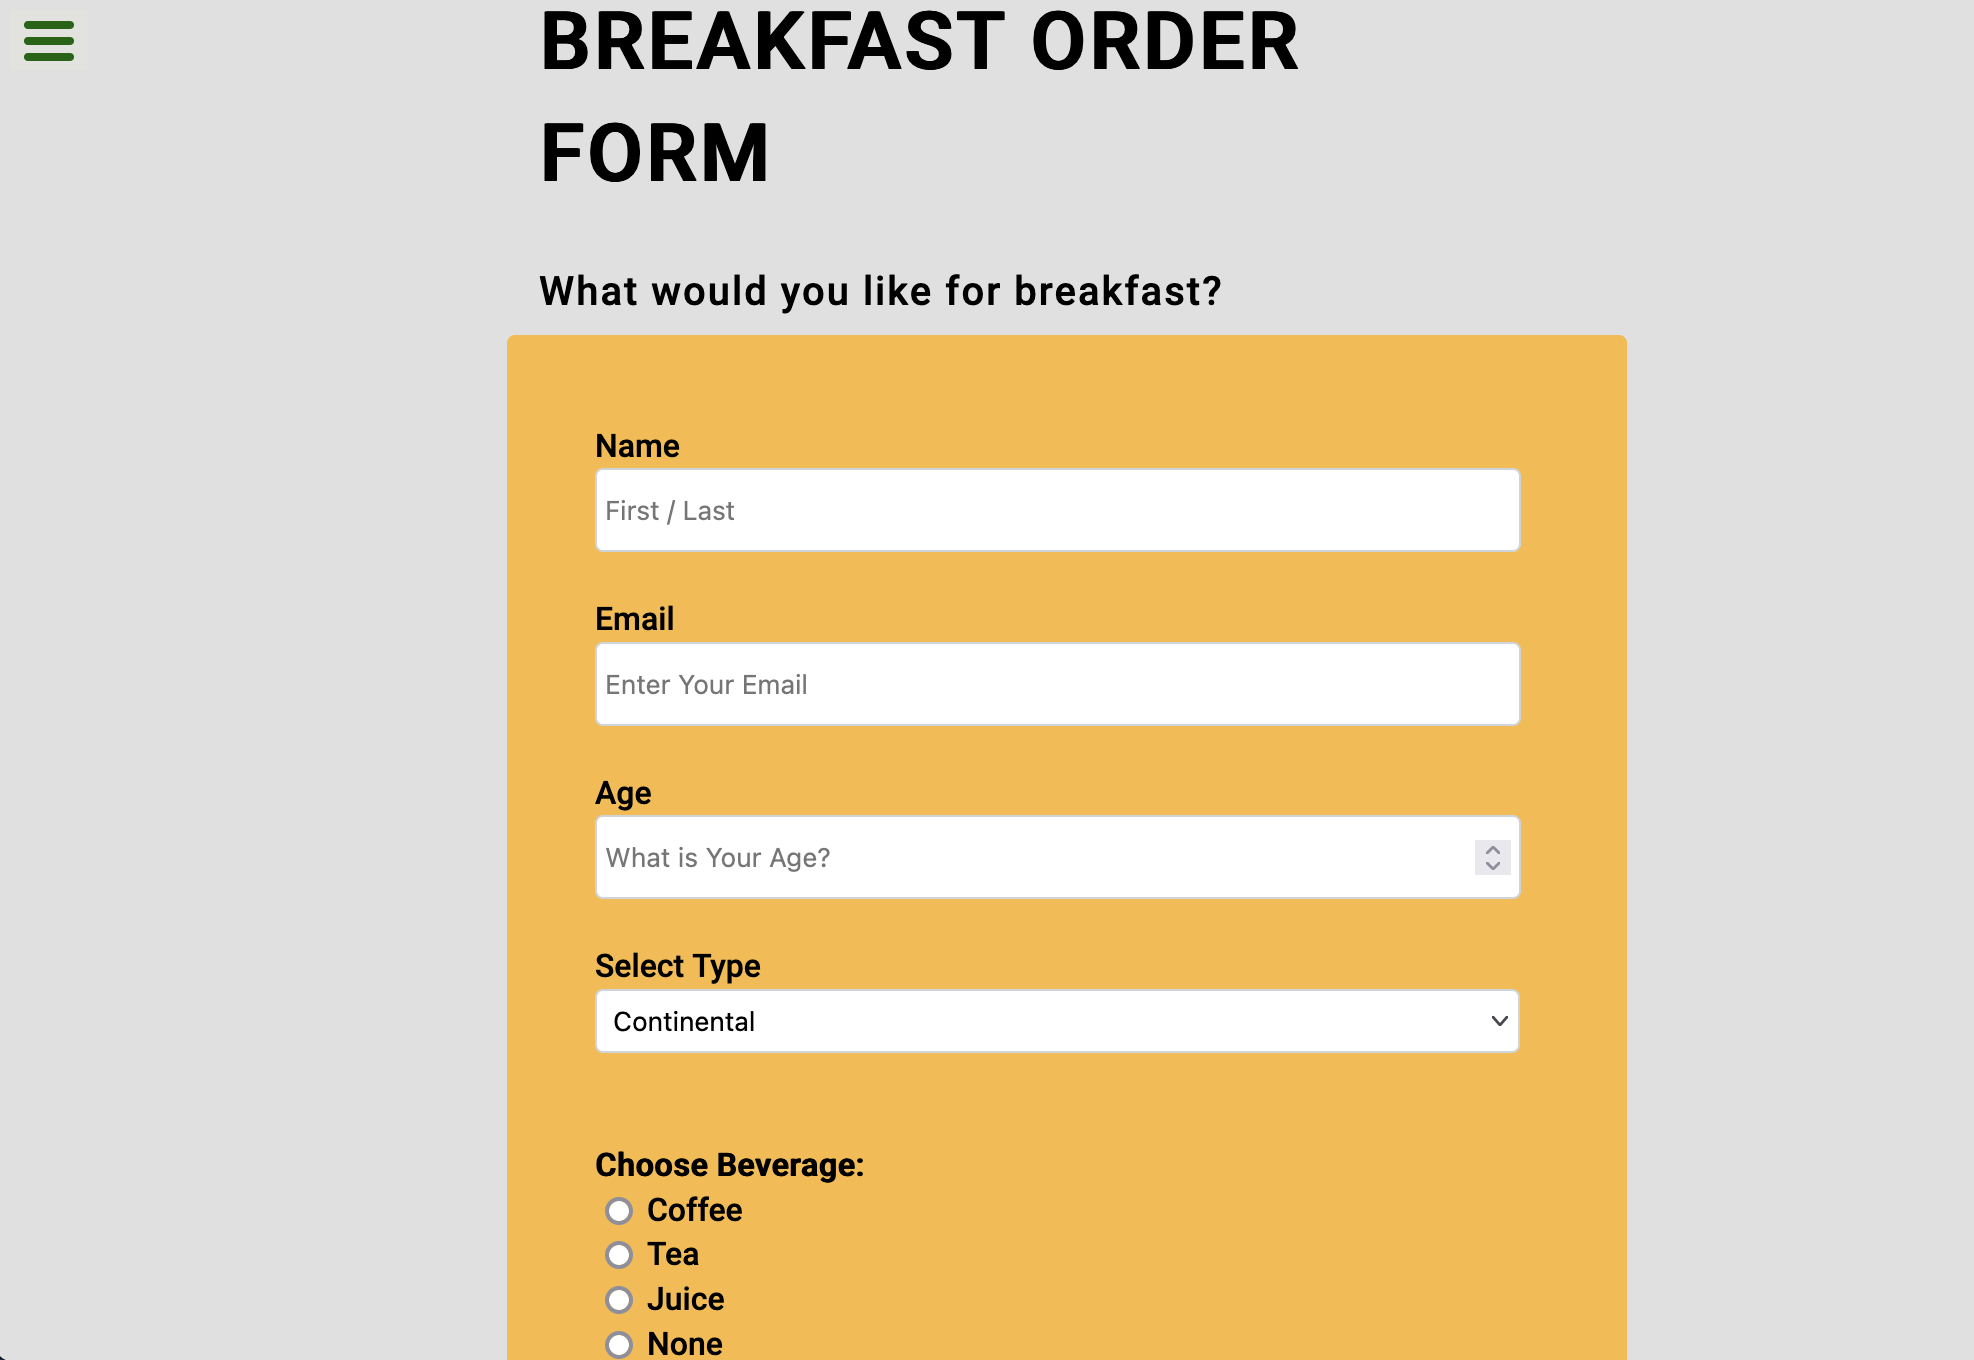 BREAKFAST ORDER
FORM
What would you like for breakfast?
Name
First / Last
Email
Enter Your Email
Age
What is Your Age?
Select Type
Continental
Choose Beverage:
Coffee
Tea
Juice
None